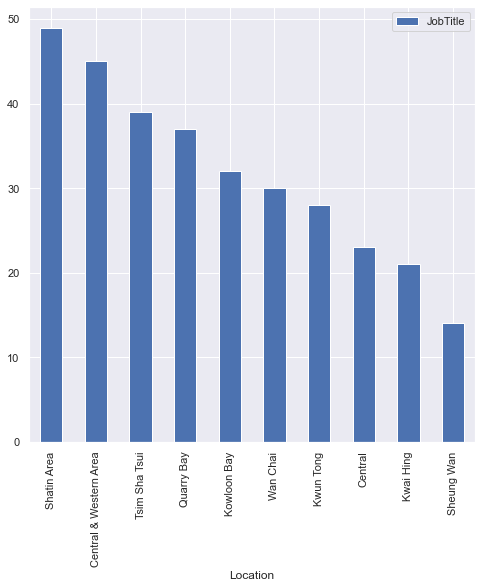 JobTitle
50
40
30
20
10
0
Shatin Area
Central & Western Area
Tsim Sha Tsui
Quarry Bay
Kowloon Bay
Wan Chai
Kwun Tong
Central
Kwai Hing
Sheung Wan
Location